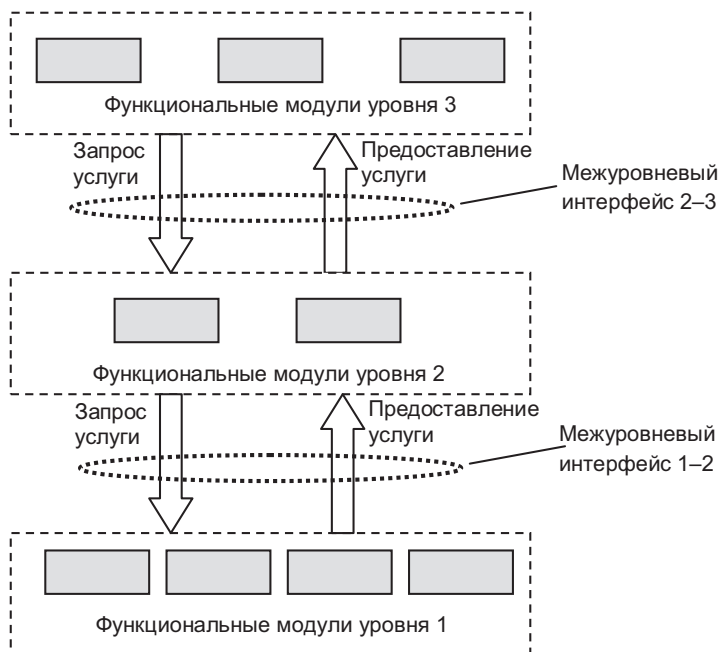 Функциональные модули уровня 3
Запрос
услуги
Предоставление
услуги
Межуровневый
интерфейс 2–3
Функциональные модули уровня 2
Запрос
услуги
Предоставление
услуги
Межуровневый
интерфейс 1–2
Функциональные модули уровня 1